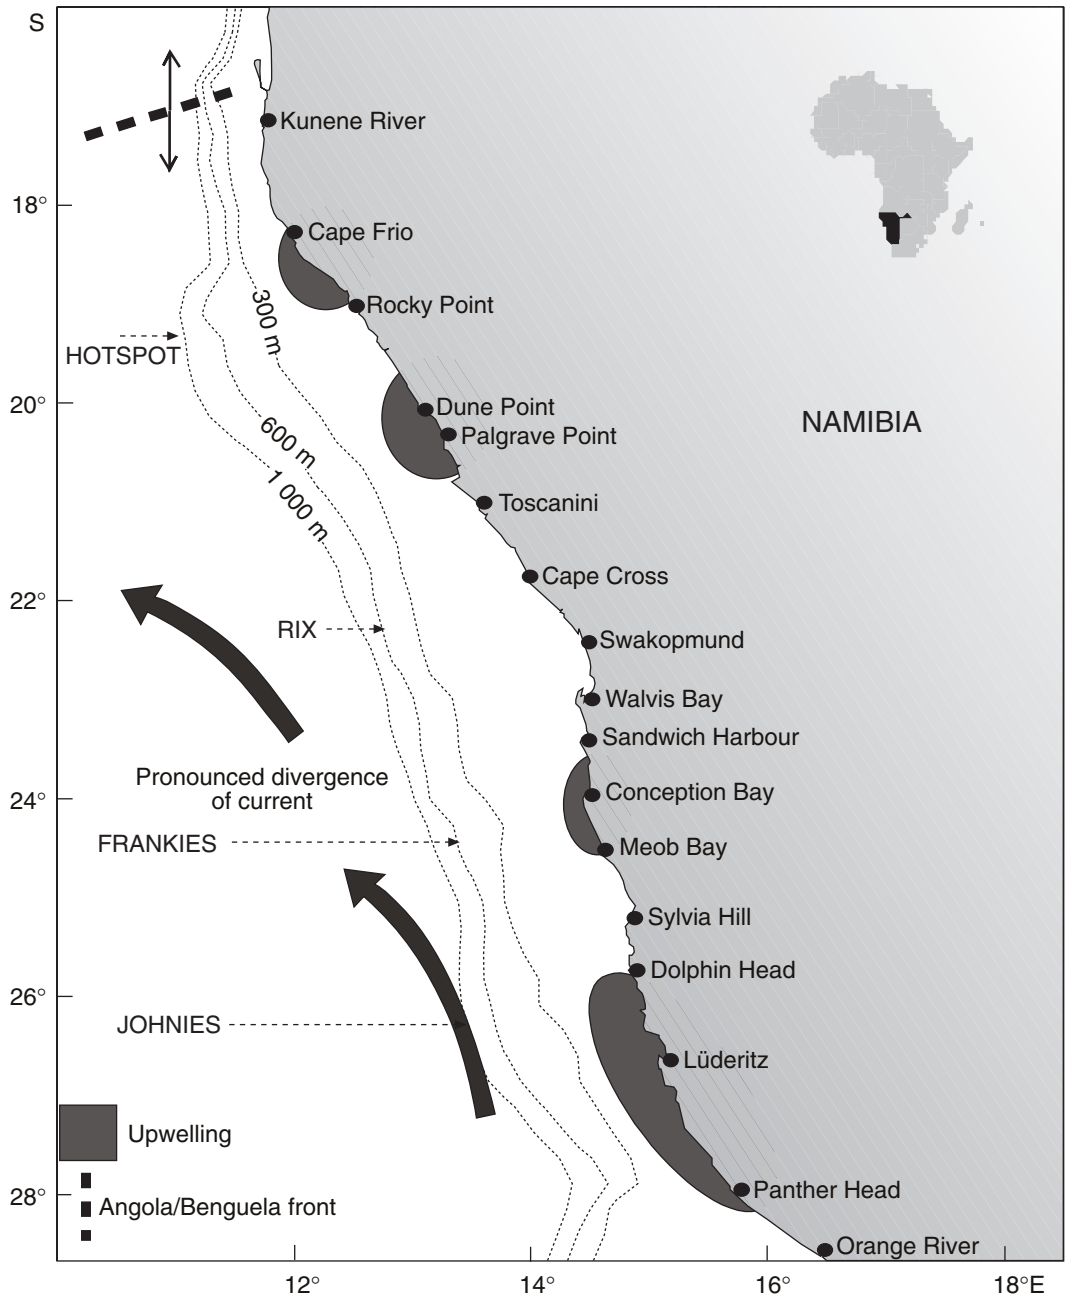 S
Kunene River
18°
Cape Frio
300 m
Rocky Point
HOTSPOT
20°
Dune Point
600 m
Palgrave Point
NAMIBIA
1 000 m
Toscanini
Cape Cross
22°
RIX
Swakopmund
Walvis Bay
Sandwich Harbour
Pronounced divergence
of current
24°
Conception Bay
FRANKIES
Meob Bay
Sylvia Hill
Dolphin Head
26°
JOHNIES
Lüderitz
Upwelling
28°
Panther Head
Angola/Benguela front
Orange River
12°
14°
16°
18°E